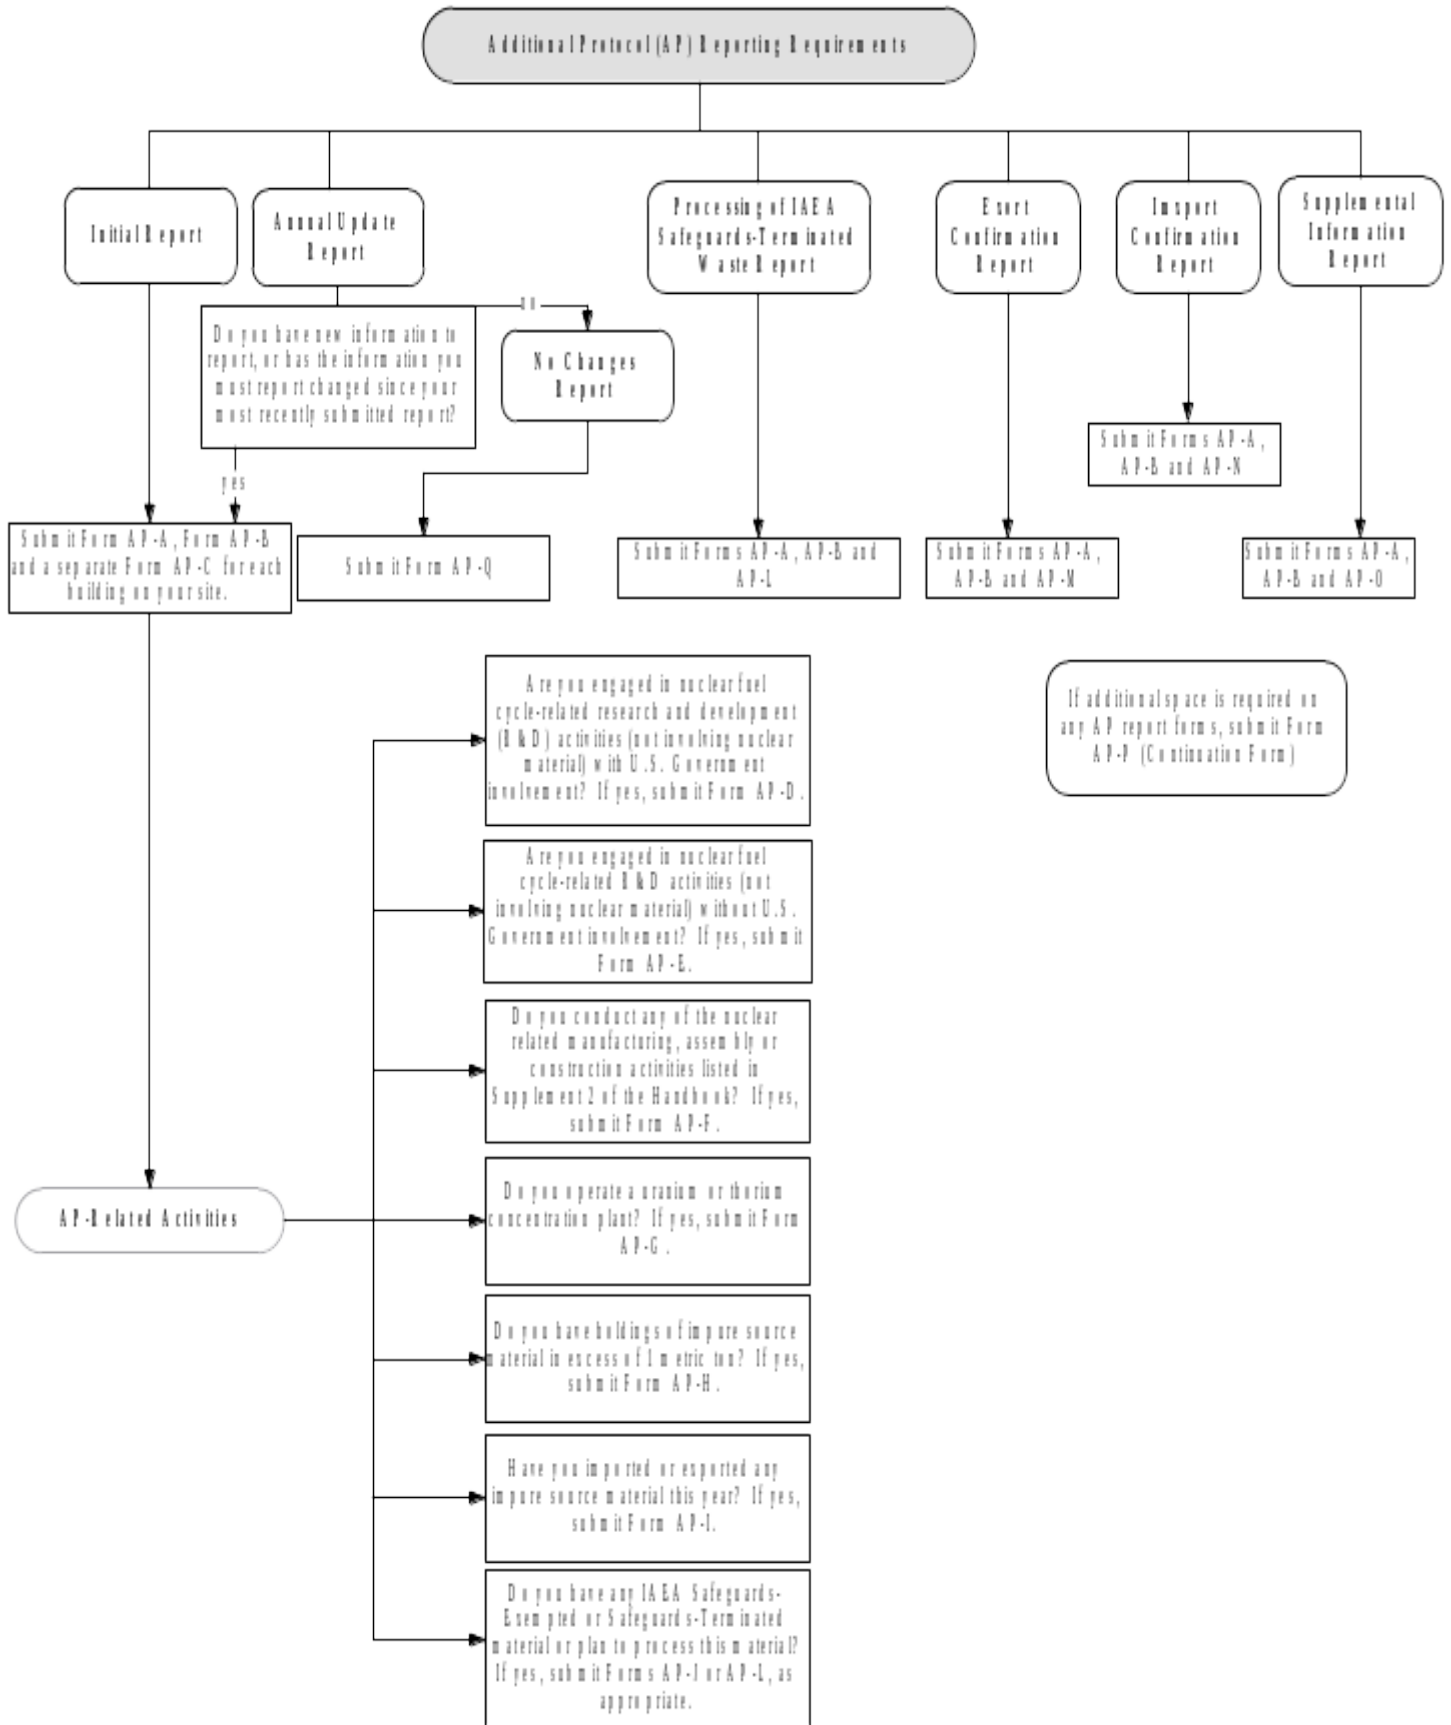 Additional Protocol (AP) Reporting Requirements
Initial Report
Annual Update
Report
Processing of IAEA
Safeguards-Terminated
Waste Report
Exort
Confirmation
Report
Import
Confirmation
Report
Supplemental
Information
Report
no
Do you have new information to
report, or has the information you
must report changed since your
most recently submitted report?
No Changes
Report
yes
Submit Forms AP-A,
AP-B and AP-N
Submit Form AP-A, Form AP-B
and a separate Form AP-C for each
building on your site.
Submit Form AP-Q
Submit Forms AP-A, AP-B and
AP-L
Submit Forms AP-A,
AP-B and AP-M
Submit Forms AP-A,
AP-B and AP-O
Are you engaged in nuclear fuel
cycle-related research and development
(R&D) activities (not involving nuclear
material) with U.S. Government
involvement? If yes, submit Form AP-D.
If additional space is required on
any AP report forms, submit Form
AP-P (Continuation Form)
Are you engaged in nuclear fuel
cycle-related R&D activities (not
involving nuclear material) without U.S.
Government involvement? If yes, submit
Form AP-E.
Do you conduct any of the nuclear
related manufacturing, assembly or
construction activities listed in
Supplement 2 of the Handbook? If yes,
submit Form AP-F.
AP-Related Activities
Do you operate a uranium or thorium
concentration plant? If yes, submit Form
AP-G.
Do you have holdings of impure source
material in excess of 1 metric ton? If yes,
submit Form AP-H.
Have you imported or exported any
impure source material this year? If yes,
submit Form AP-I.
Do you have any IAEA Safeguards-
Exempted or Safeguards-Terminated
material or plan to process this material?
If yes, submit Forms AP-J or AP-L, as
appropriate.